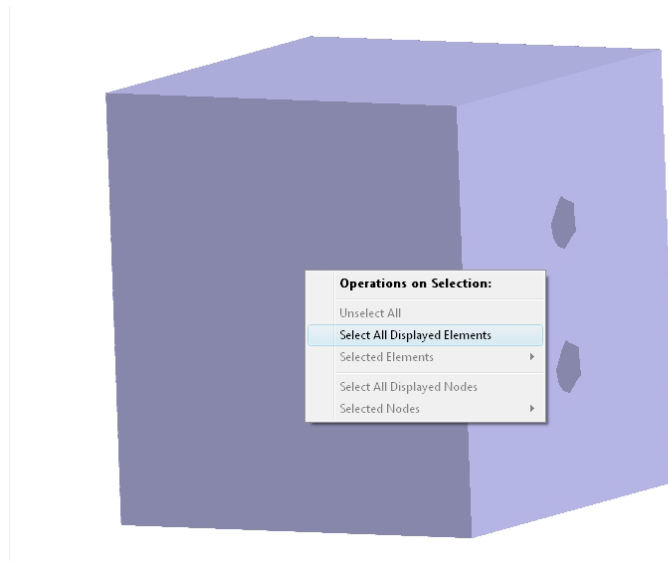 Operations on Selection:
Unselect All
Select All Displayed Elements
Selected Elements
Select All Displayed Nodes
Selected Nodes